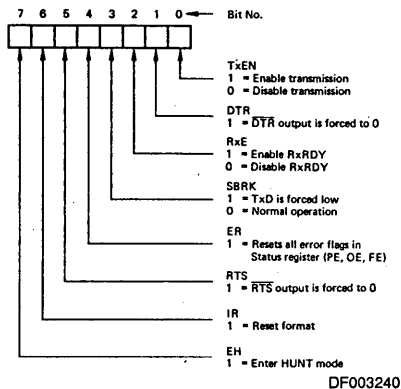 7 6 5 4 3 2 1 0 Bit No.
TxEN
1 = Enable transmission
0 = Disable transmission
DTR
1 = DTR output is forced to 0
RxE
1 = Enable RxRDY
0 = Disable RxRDY
SBRK
1 = TxD is forced low
0 = Normal operation
ER
1 = Resets all error flags in
Status register (PE, OE, FE)
RTS
1 = RTS output is forced to 0
IR
1 = Reset format
EH
1 = Enter HUNT mode
DF003240